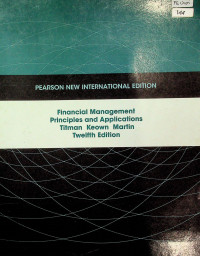 PEARSON NEW INTERNATIONAL EDITION
Financial Management
Principles and Applications
Titman Keown Martin
Twelfth Edition